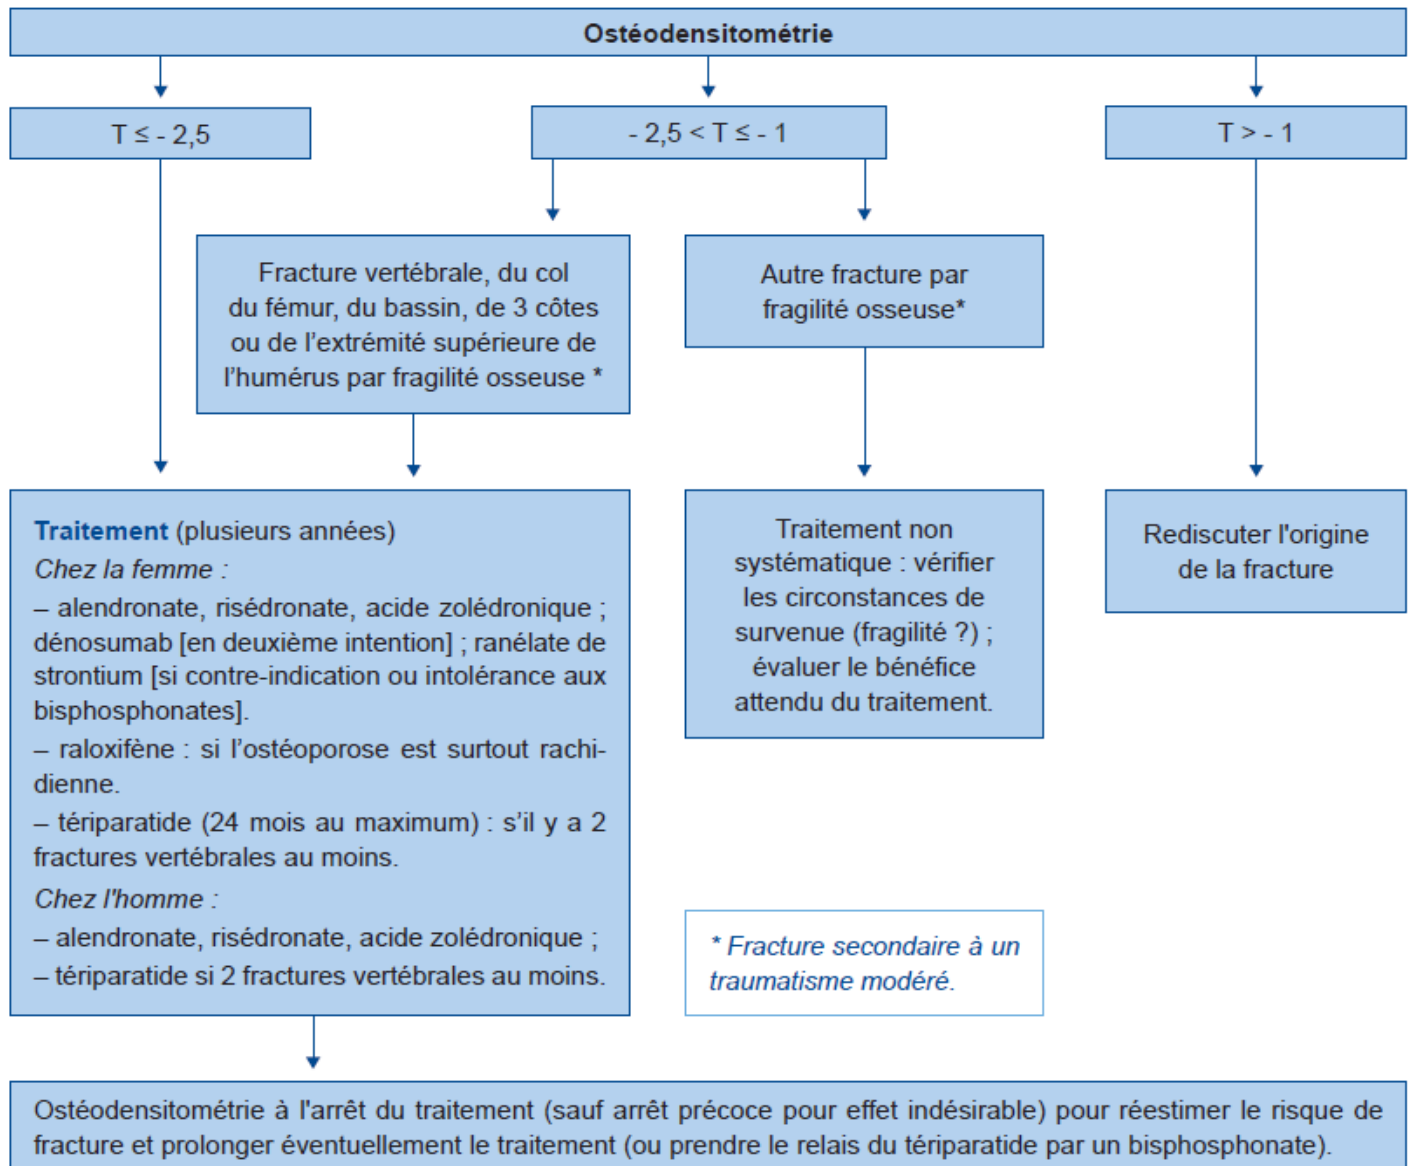 Ostéodensitométrie
T ≤ - 2,5
- 2,5 < T ≤ - 1
T > - 1
Fracture vertébrale, du col
du fémur, du bassin, de 3 côtes
ou de l'extrémité supérieure de
l'humérus par fragilité osseuse *
Autre fracture par
fragilité osseuse*
Traitement (plusieurs années)
Chez la femme :
– alendronate, risédronate, acide zolédronique ;
dénosumab [en deuxième intention] ; ranélate de
strontium [si contre-indication ou intolérance aux
bisphosphonates].
– raloxifène : si l'ostéoporose est surtout rachi-
dienne.
– tériparatide (24 mois au maximum) : s'il y a 2
fractures vertébrales au moins.
Chez l'homme :
– alendronate, risédronate, acide zolédronique ;
– tériparatide si 2 fractures vertébrales au moins.
Traitement non
systématique : vérifier
les circonstances de
survenue (fragilité ?) ;
évaluer le bénéfice
attendu du traitement.
Rediscuter l'origine
de la fracture
* Fracture secondaire à un
traumatisme modéré.
Ostéodensitométrie à l'arrêt du traitement (sauf arrêt précoce pour effet indésirable) pour réestimer le risque de
fracture et prolonger éventuellement le traitement (ou prendre le relais du tériparatide par un bisphosphonate).